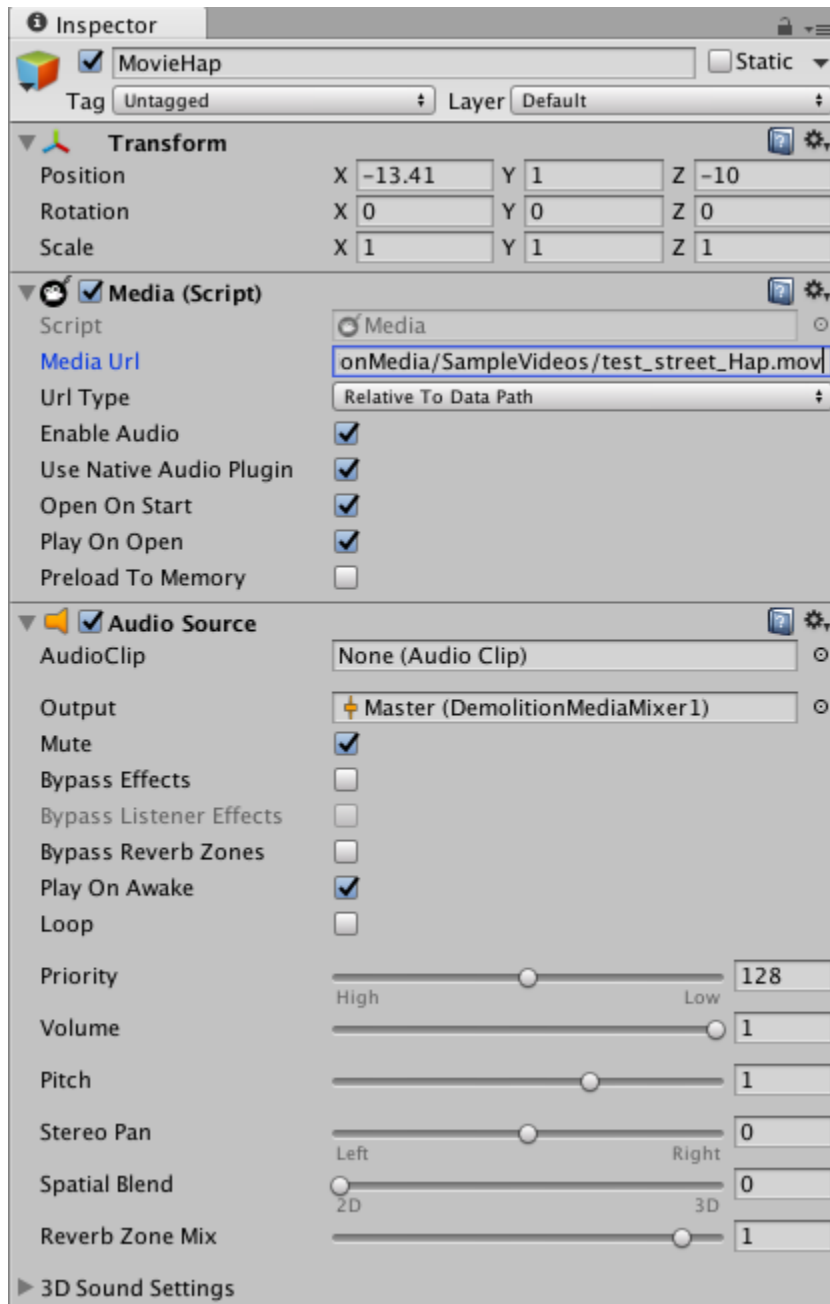 Inspector
MovieHap Static
Tag Untagged Layer Default
Transform
Position X -13.41 Y 1 Z -10
Rotation X 0 Y 0 Z 0
Scale X 1 Y 1 Z 1
Media (Script)
Script Media
Media Url onMedia/SampleVideos/test_street_Hap.mov
Url Type Relative To Data Path
Enable Audio
Use Native Audio Plugin
Open On Start
Play On Open
Preload To Memory
Audio Source
AudioClip None (Audio Clip)
Output Master (DemolitionMediaMixer1)
Mute
Bypass Effects
Bypass Listener Effects
Bypass Reverb Zones
Play On Awake
Loop
Priority 128
High Low
Volume 1
Pitch 1
Stereo Pan 0
Left Right
Spatial Blend 0
2D 3D
Reverb Zone Mix 1
3D Sound Settings